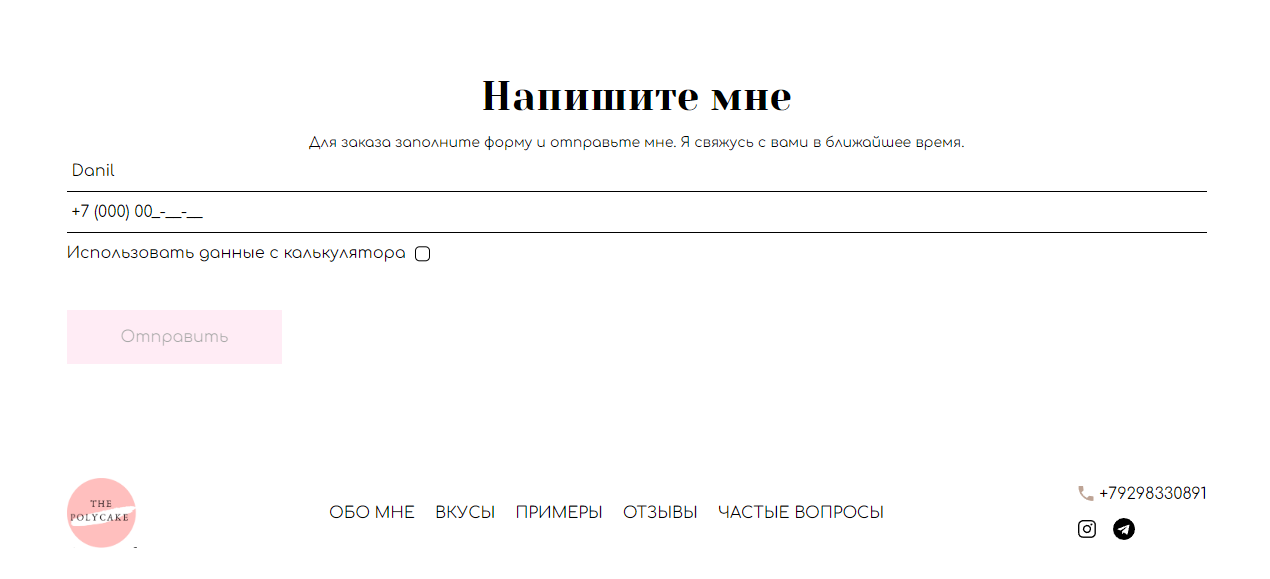 Напишите мне
Для заказа заполните форму и отправьте мне. Я свяжусь с вами в ближайшее время.
Danil
+7 (000) 00_-__-__
Использовать данные с калькулятора
Отправить
THE
POLYCAKE
ОБО МНЕ ВКУСЫ ПРИМЕРЫ ОТЗЫВЫ ЧАСТЫЕ ВОПРОСЫ
+79298330891